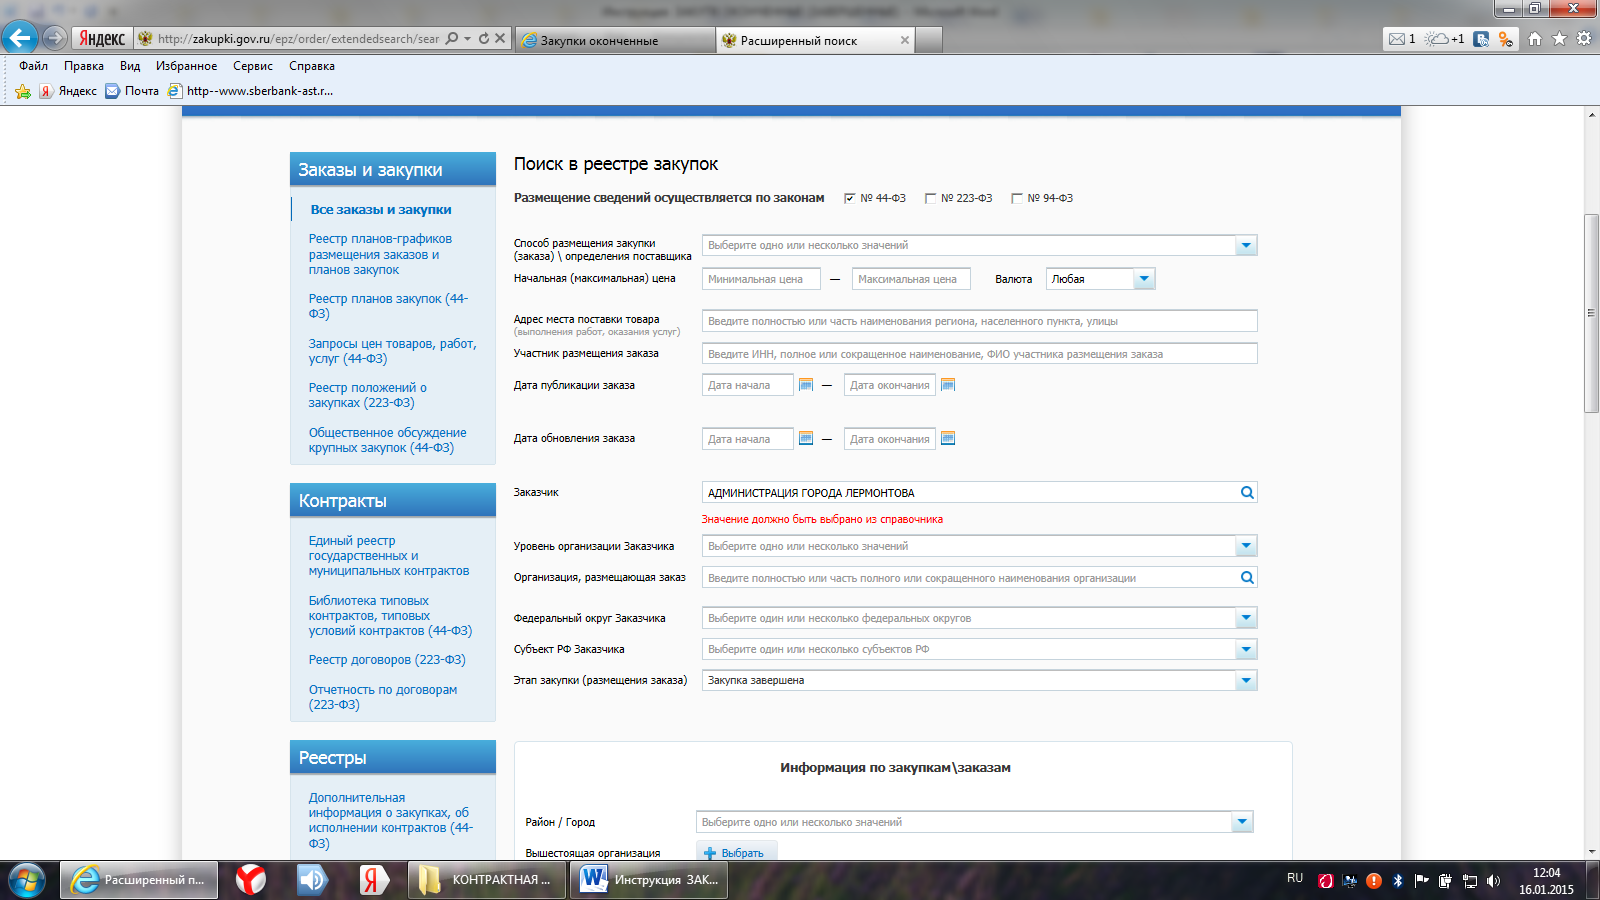 Яндекс
http://zakupki.gov.ru/epz/order/extendedsearch/sear
Закупки оконченные
Расширенный поиск
1
+1
Файл Правка Вид Избранное Сервис Справка
Яндекс Почта http--www.sberbank-ast.r...
Заказы и закупки
Все заказы и закупки
Реестр планов-графиков
размещения заказов и
планов закупок
Реестр планов закупок (44-
ФЗ)
Запросы цен товаров, работ,
услуг (44-ФЗ)
Реестр положений о
закупках (223-ФЗ)
Общественное обсуждение
крупных закупок (44-ФЗ)
Контракты
Единый реестр
государственных и
муниципальных контрактов
Библиотека типовых
контрактов, типовых
условий контрактов (44-ФЗ)
Реестр договоров (223-ФЗ)
Отчетность по договорам
(223-ФЗ)
Реестры
Дополнительная
информация о закупках, об
исполнении контрактов (44-
ФЗ)
Поиск в реестре закупок
Размещение сведений осуществляется по законам № 44-ФЗ № 223-ФЗ № 94-ФЗ
Способ размещения закупки
(заказа) \ определения поставщика
Выберите одно или несколько значений
Начальная (максимальная) цена Минимальная цена — Максимальная цена Валюта Любая
Адрес места поставки товара
(выполнения работ, оказания услуг)
Введите полностью или часть наименования региона, населенного пункта, улицы
Участник размещения заказа Введите ИНН, полное или сокращенное наименование, ФИО участника размещения заказа
Дата публикации заказа Дата начала — Дата окончания
Дата обновления заказа Дата начала — Дата окончания
Заказчик АДМИНИСТРАЦИЯ ГОРОДА ЛЕРМОНТОВА
Значение должно быть выбрано из справочника
Уровень организации Заказчика Выберите одно или несколько значений
Организация, размещающая заказ Введите полностью или часть полного или сокращенного наименования организации
Федеральный округ Заказчика Выберите один или несколько федеральных округов
Субъект РФ Заказчика Выберите один или несколько субъектов РФ
Этап закупки (размещения заказа) Закупка завершена
Информация по закупкам\заказам
Район / Город Выберите одно или несколько значений
Вышестоящая организация Выбрать
Расширенный п...
КОНТРАКТНАЯ ...
Инструкция ЗАК...
RU
12:04
16.01.2015